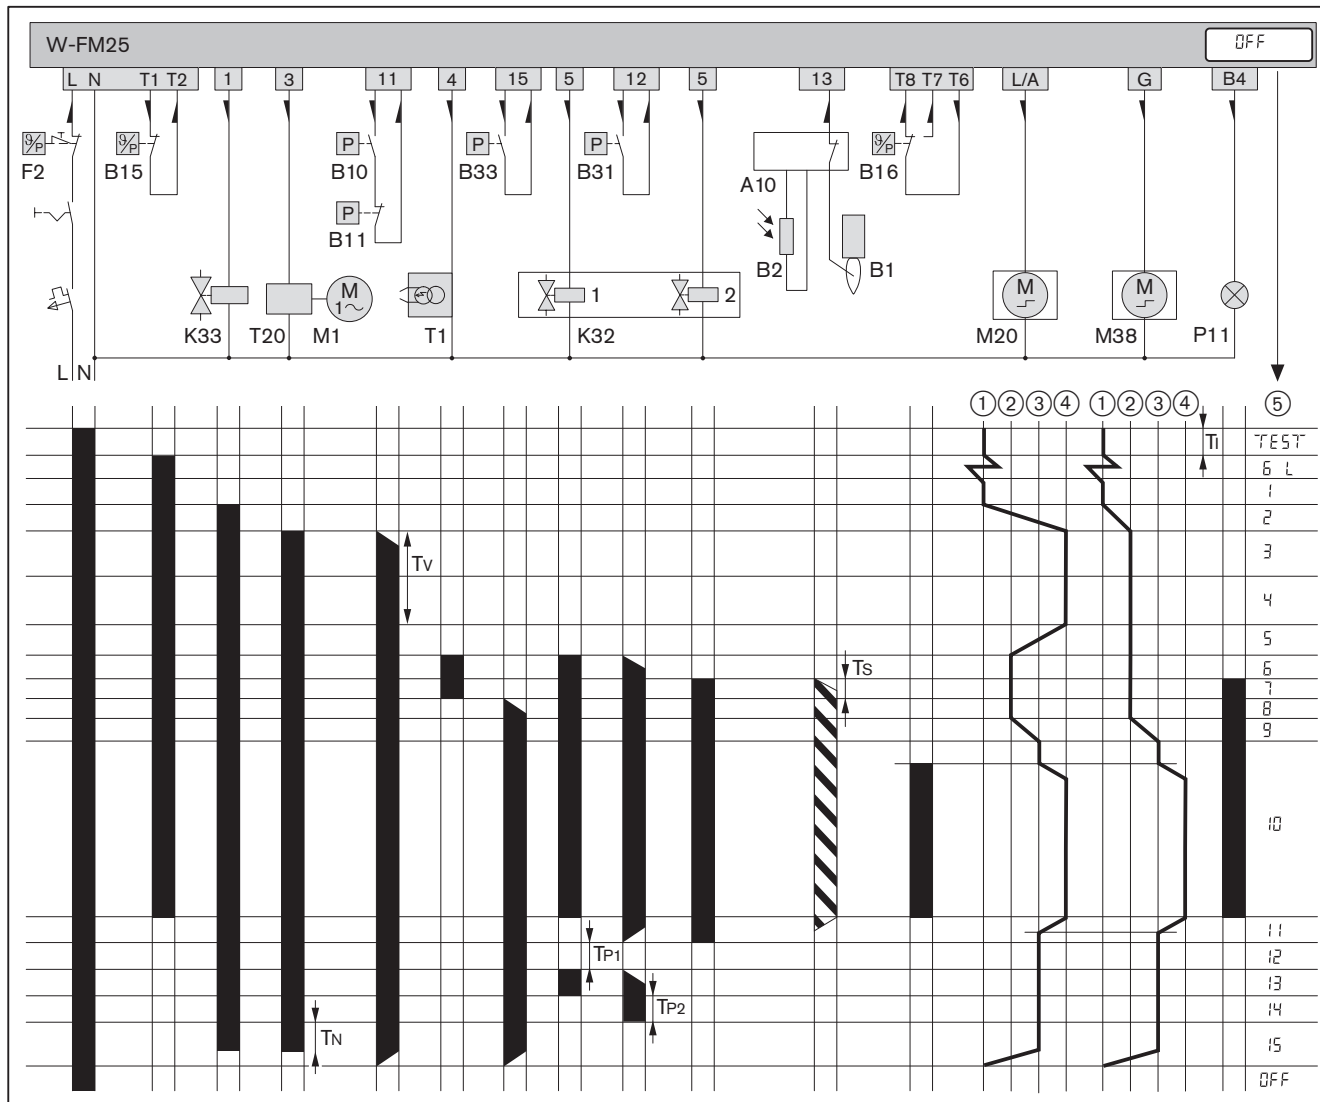 W-FM25
OFF
L N T1 T2 1 3 11 4 15 5 12 5 13 T8 T7 T6 L/A G B4
ϑ/P ϑ/P P P P ϑ/P
F2 B15 B10 B33 B31 A10 B16
P
B11 B2 B1
M 1~ 1 2 M M
K33 T20 M1 T1 K32 M20 M38 P11
L N
① ② ③ ④ ① ② ③ ④ ⑤
TI TEST
6 L
1
2
TV 3
4
5
TS 6
7
8
9
10
11
TP1 12
13
TP2 14
TN 15
OFF